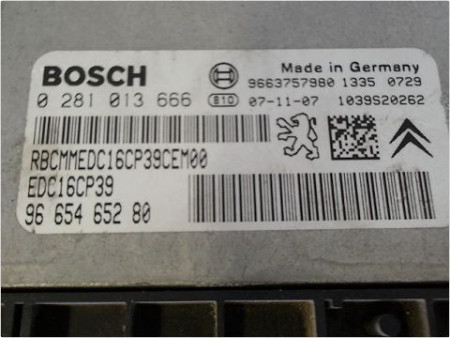 BOSCH
Made in Germany
9663757980 1335 0729
0 281 013 666 E10 07-11-07 1039S20262
RBCMMEDC16CP39CEM00
EDC16CP39
96 654 652 80